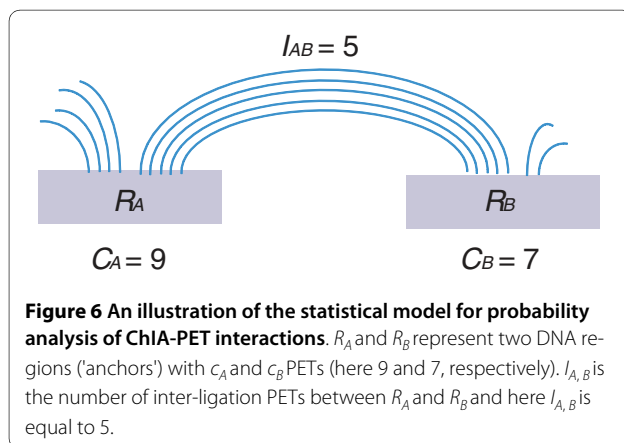 IAB = 5
RA
RB
CA = 9
CB = 7
Figure 6 An illustration of the statistical model for probability
analysis of ChIA-PET interactions. RA and RB represent two DNA re-
gions ('anchors') with cA and cB PETs (here 9 and 7, respectively). IA, B is
the number of inter-ligation PETs between RA and RB and here IA, B is
equal to 5.